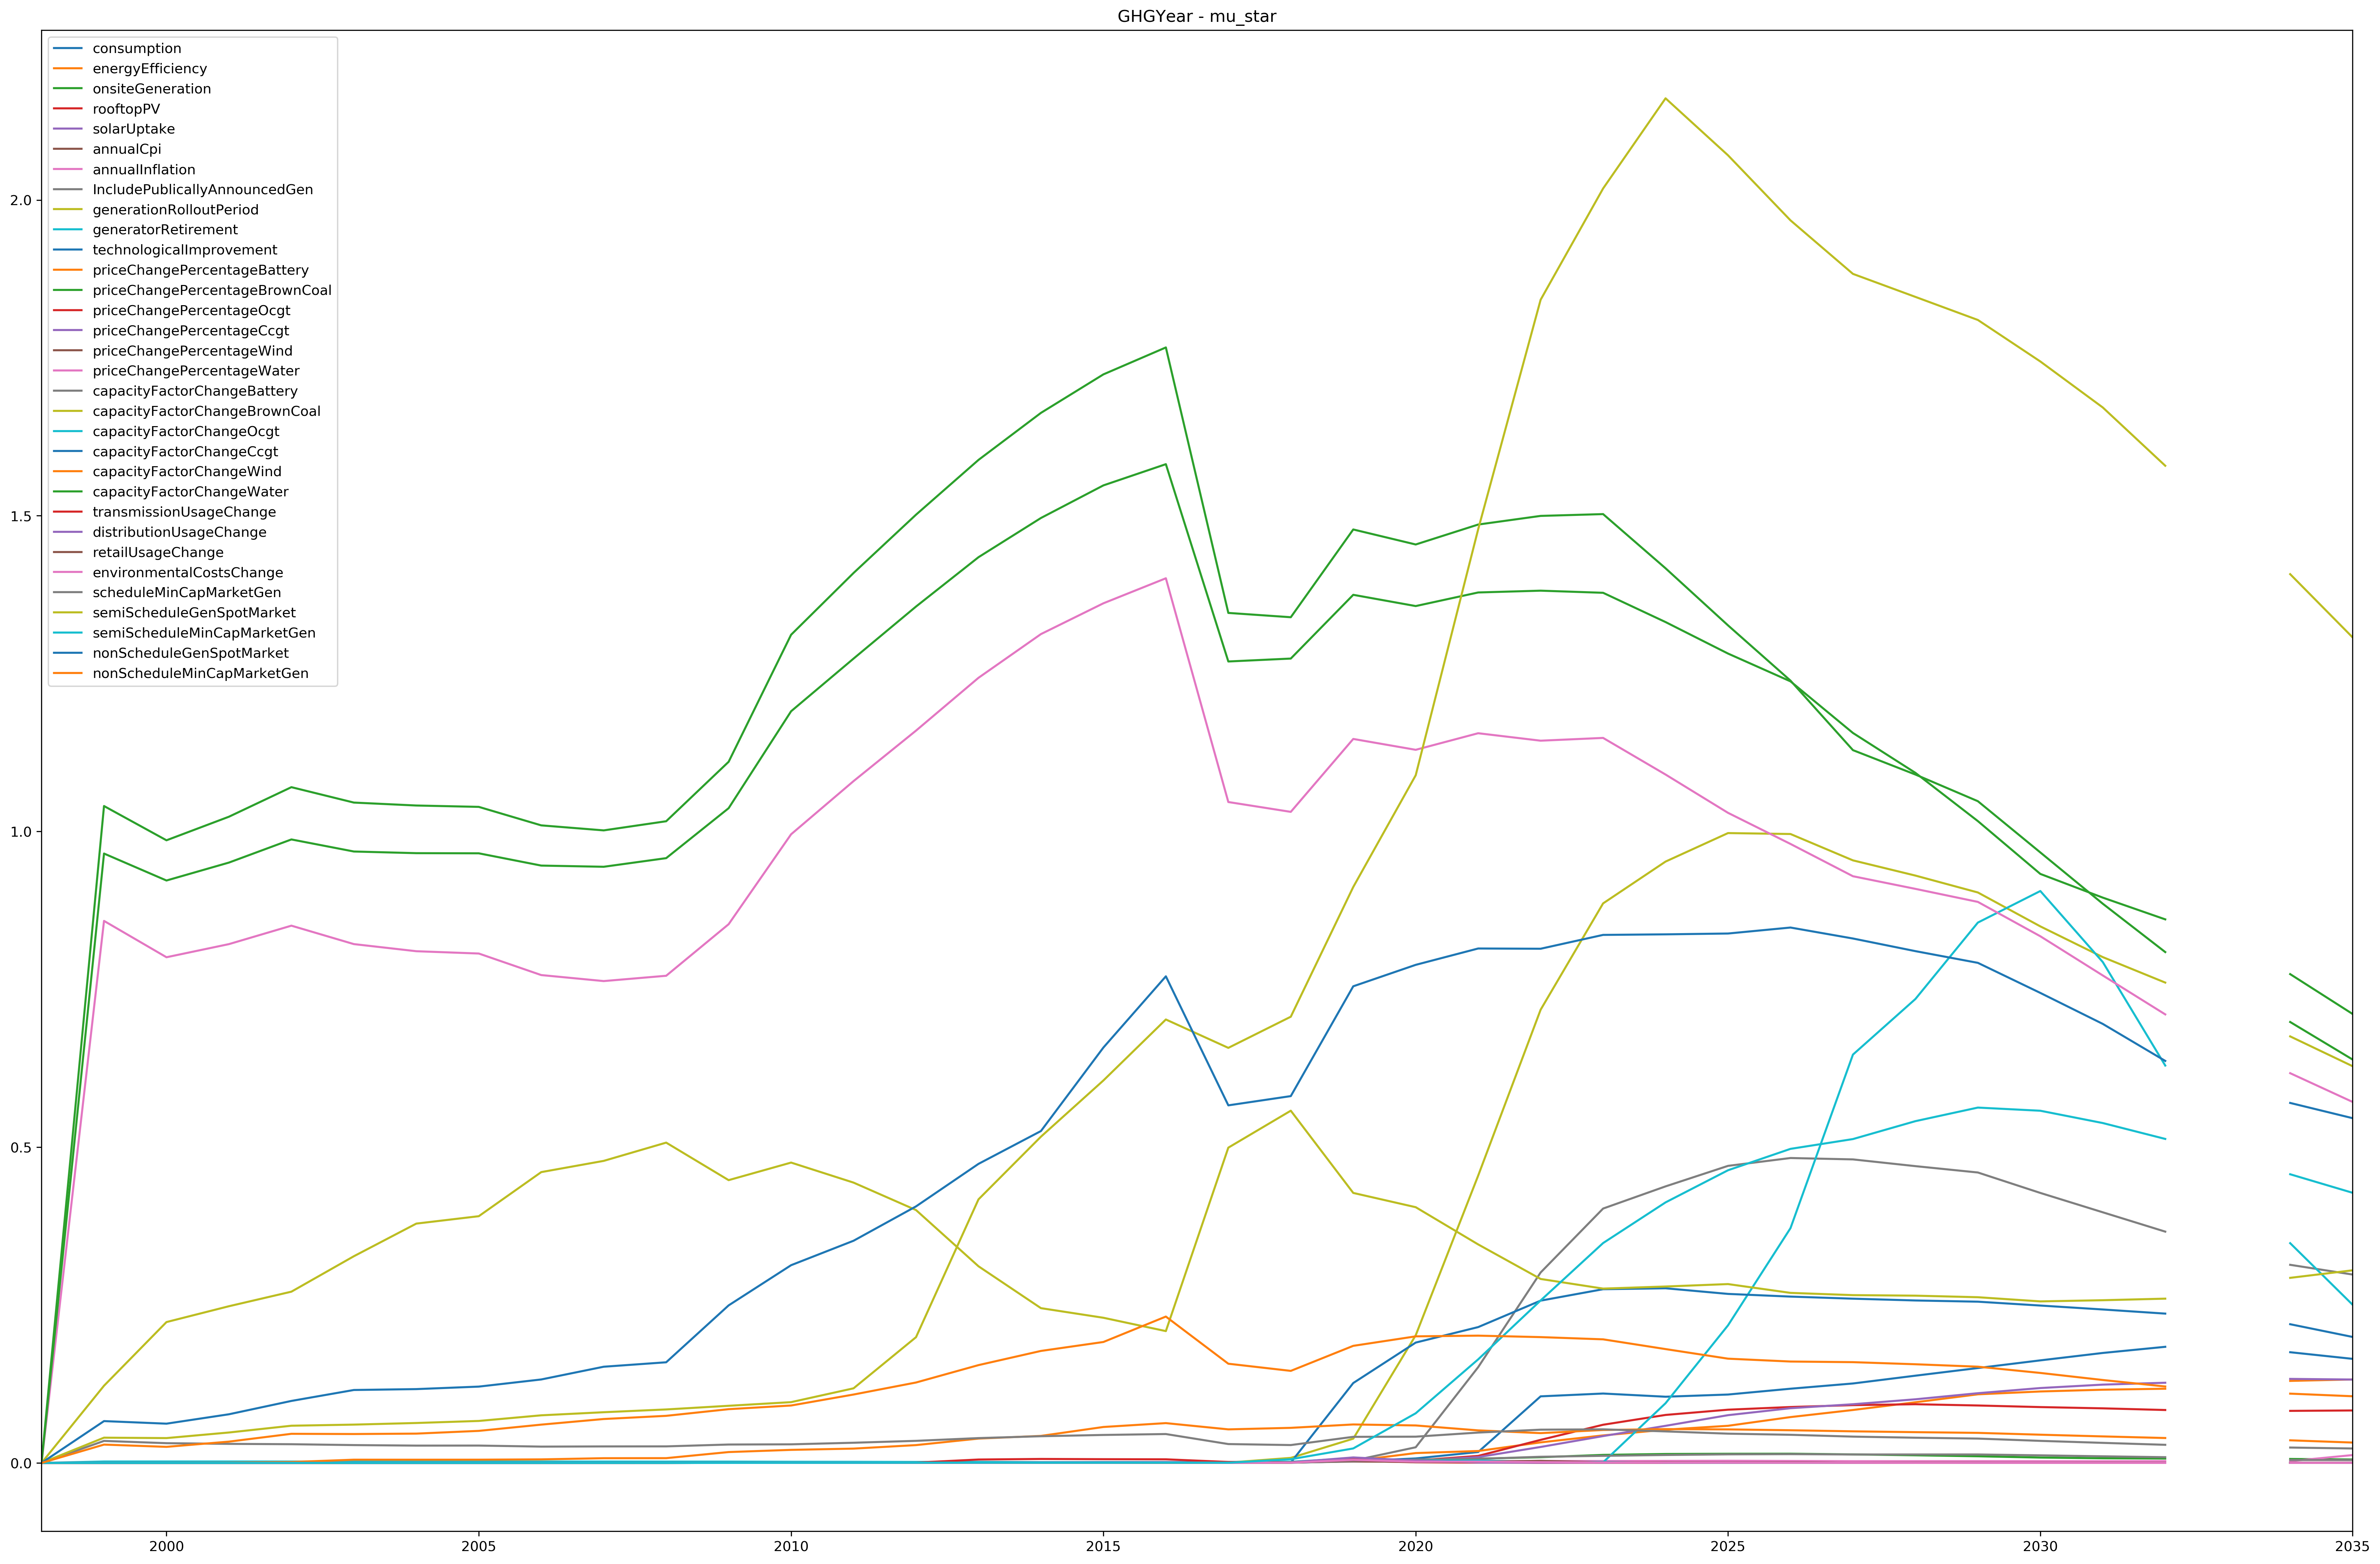 GHGYear - mu_star
consumption
energyEfficiency
onsiteGeneration
rooftopPV
solarUptake
annualCpi
annualInflation
IncludePublicallyAnnouncedGen
generationRolloutPeriod
generatorRetirement
technologicalImprovement
priceChangePercentageBattery
priceChangePercentageBrownCoal
priceChangePercentageOcgt
priceChangePercentageCcgt
priceChangePercentageWind
priceChangePercentageWater
capacityFactorChangeBattery
capacityFactorChangeBrownCoal
capacityFactorChangeOcgt
capacityFactorChangeCcgt
capacityFactorChangeWind
capacityFactorChangeWater
transmissionUsageChange
distributionUsageChange
retailUsageChange
environmentalCostsChange
scheduleMinCapMarketGen
semiScheduleGenSpotMarket
semiScheduleMinCapMarketGen
nonScheduleGenSpotMarket
nonScheduleMinCapMarketGen
2.0
1.5
1.0
0.5
0.0
2000 2005 2010 2015 2020 2025 2030 2035